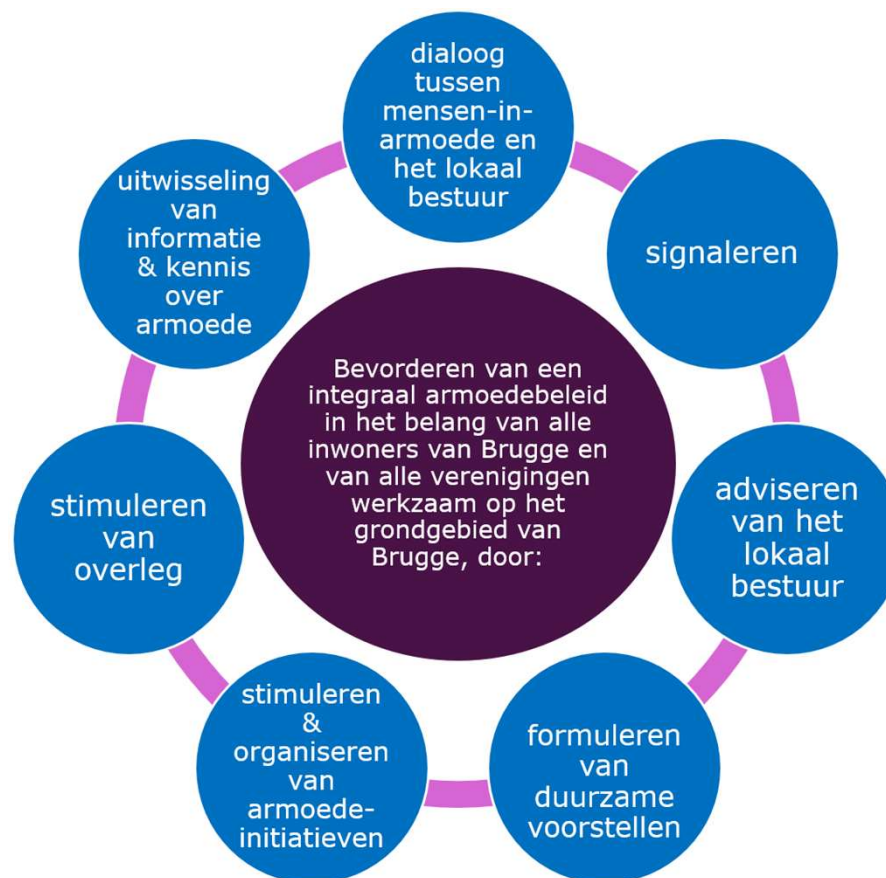 dialoog
tussen
mensen-in-
armoede en
het lokaal
bestuur
signaleren
adviseren
van het
lokaal
bestuur
formuleren
van
duurzame
voorstellen
stimuleren
&
organiseren
van
armoede-
initiatieven
stimuleren
van
overleg
uitwisseling
van
informatie
& kennis
over
armoede
Bevorderen van een
integraal armoedebeleid
in het belang van alle
inwoners van Brugge en
van alle verenigingen
werkzaam op het
grondgebied van
Brugge, door: